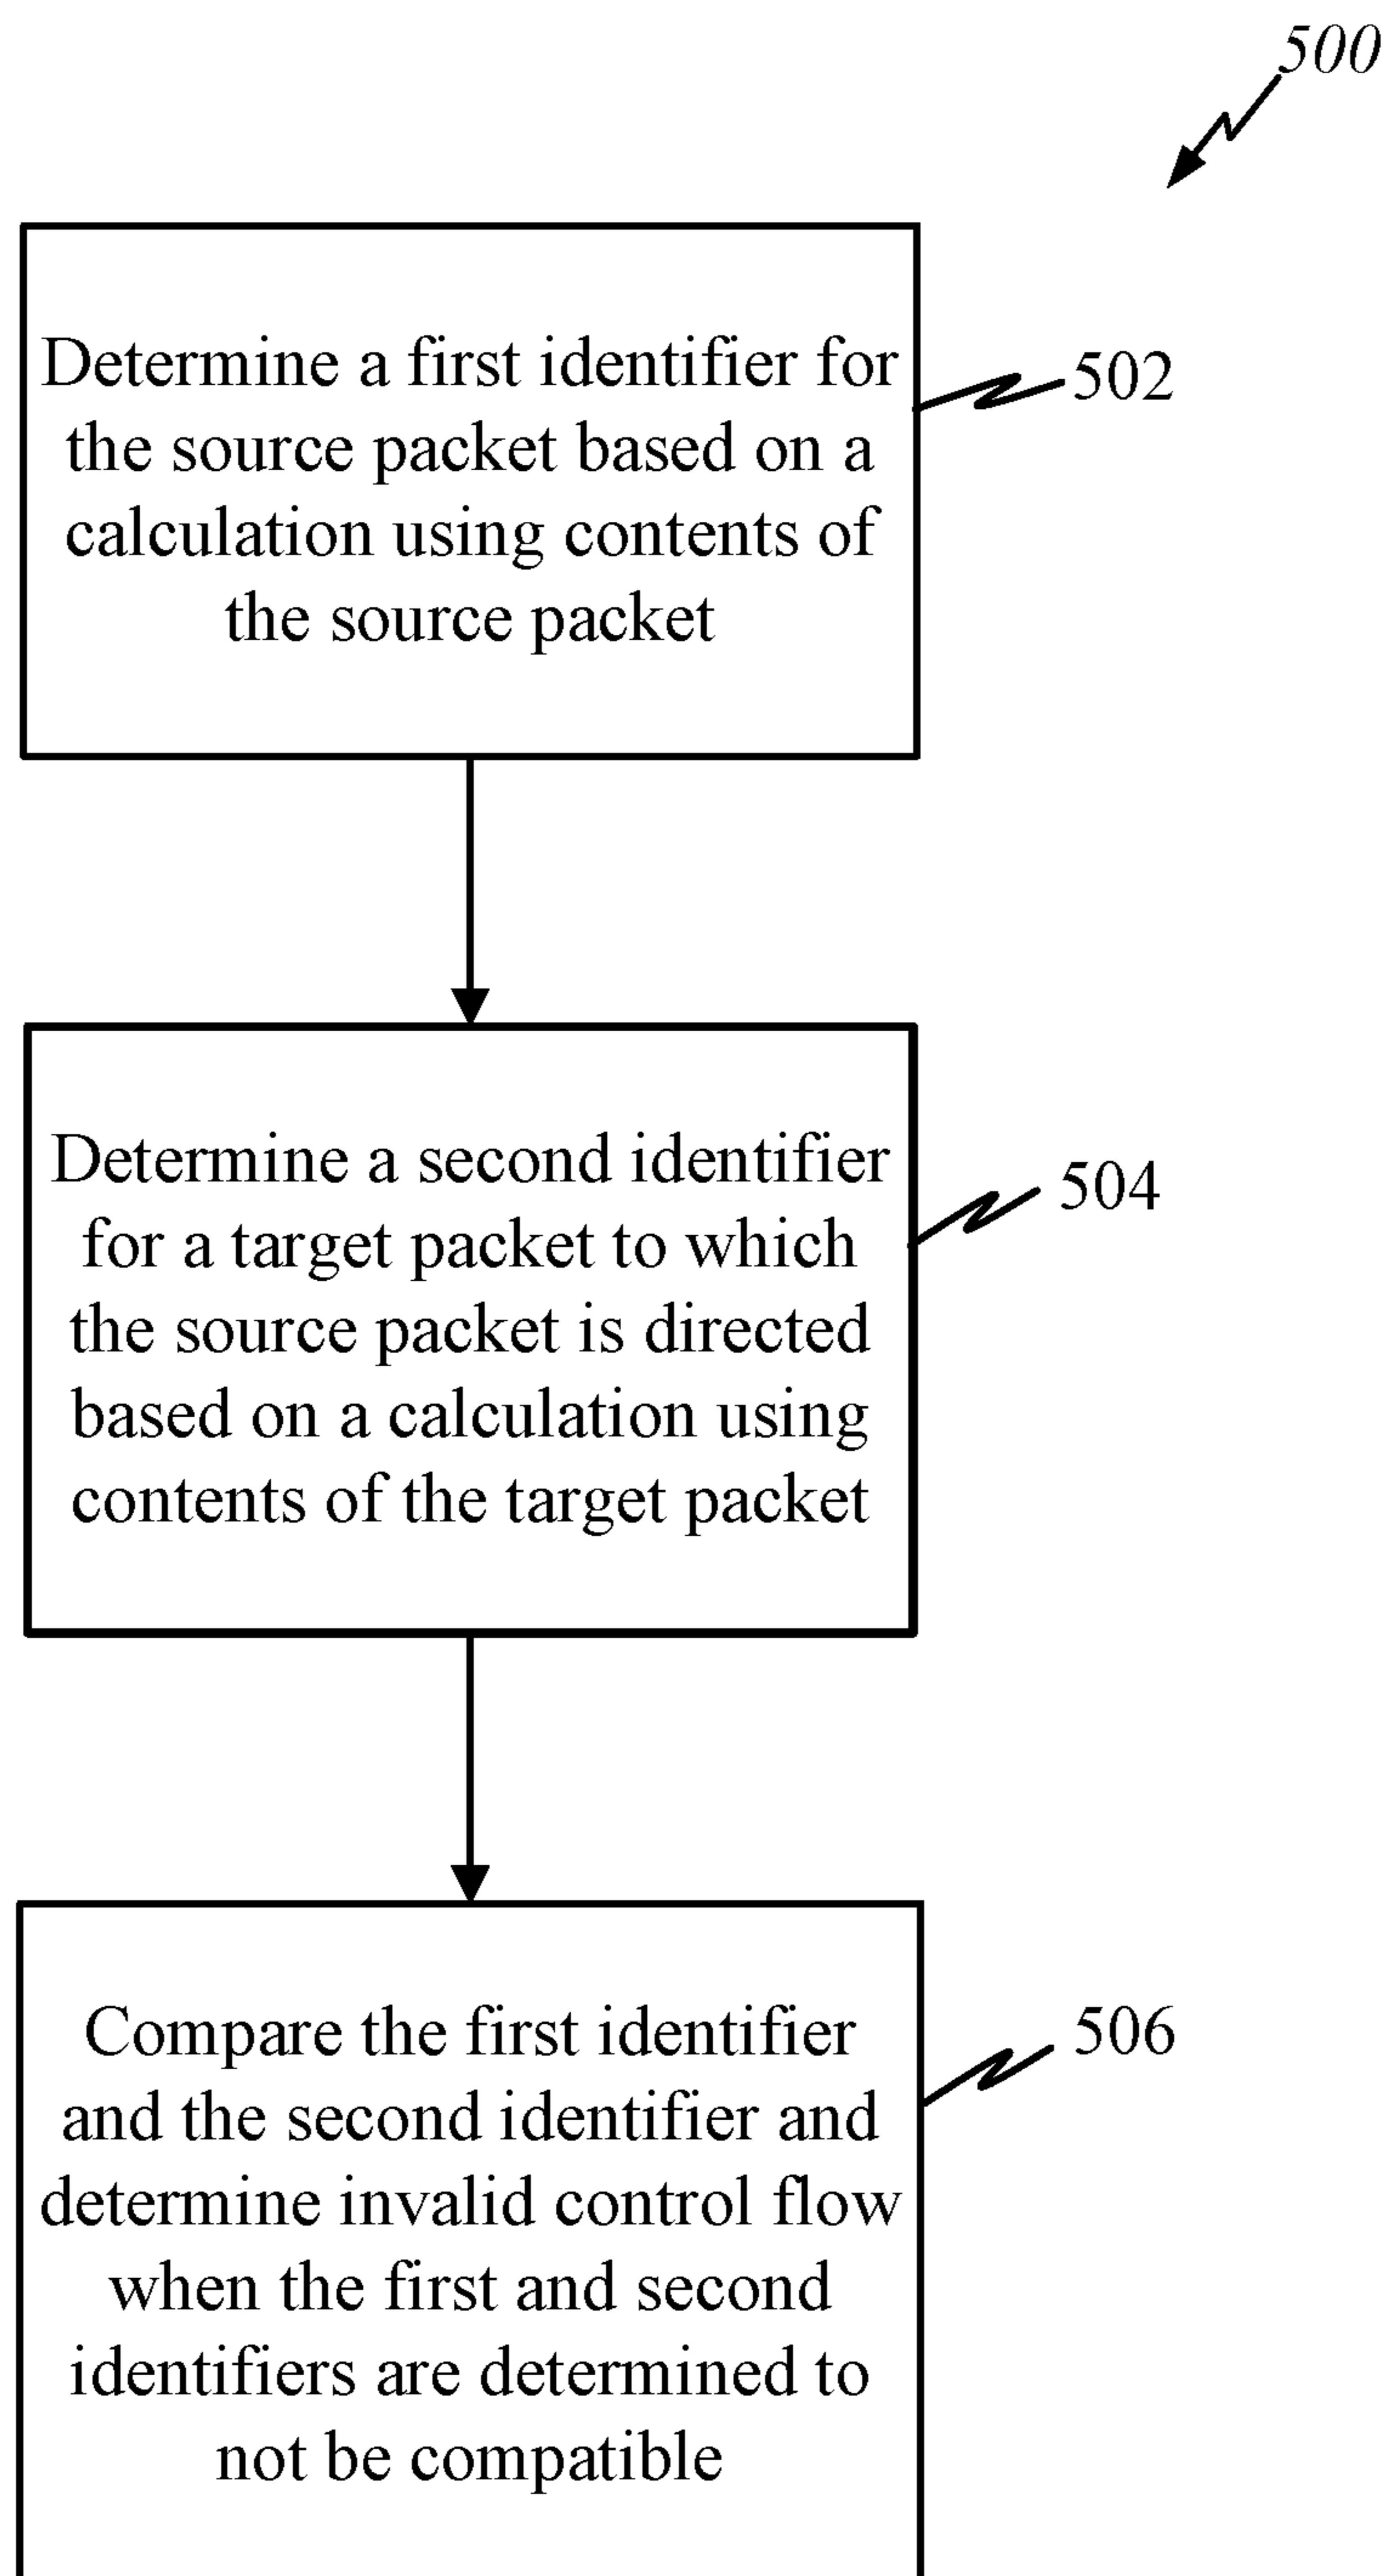 500
Determine a first identifier for
the source packet based on a
calculation using contents of
the source packet
502
Determine a second identifier
for a target packet to which
the source packet is directed
based on a calculation using
contents of the target packet
504
Compare the first identifier
and the second identifier and
determine invalid control flow
when the first and second
identifiers are determined to
not be compatible
506